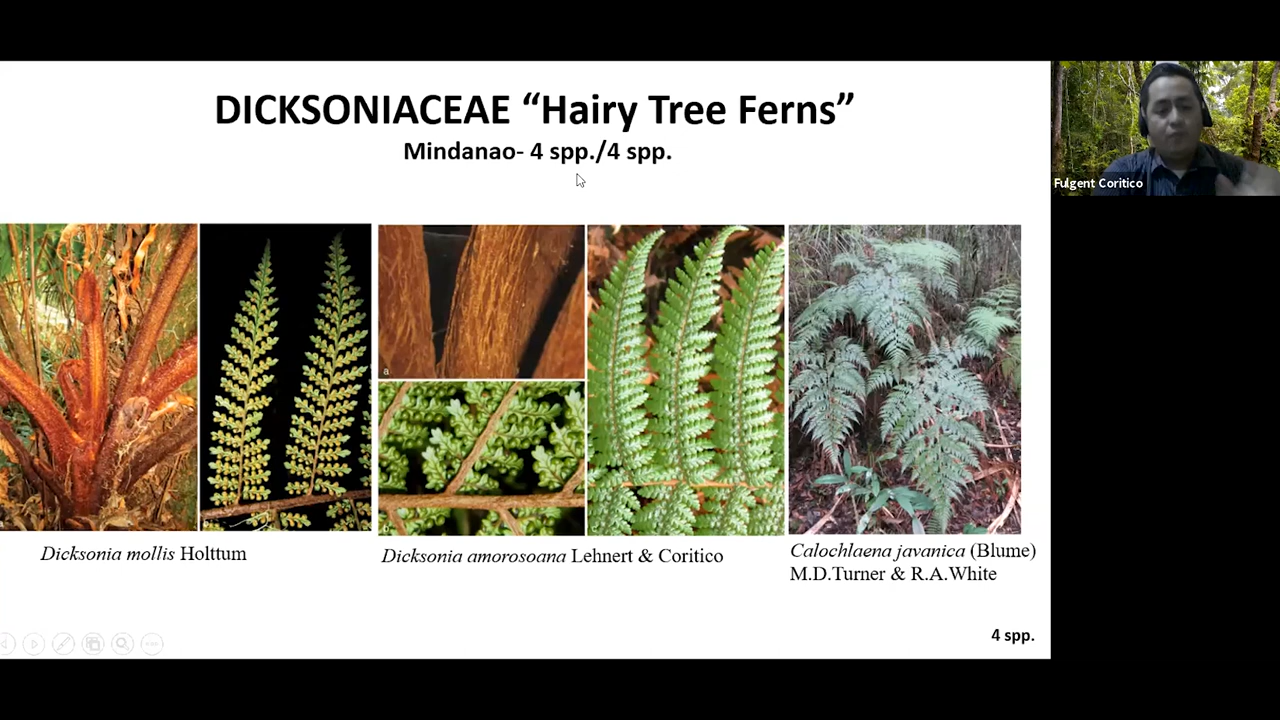 DICKSONIACEAE “Hairy Tree Ferns”
Mindanao- 4 spp./4 spp.
Fulgent Coritico
a
Dicksonia mollis Holttum
Dicksonia amorosoana Lehnert & Coritico
Calochlaena javanica (Blume)
M.D.Turner & R.A.White
4 spp.